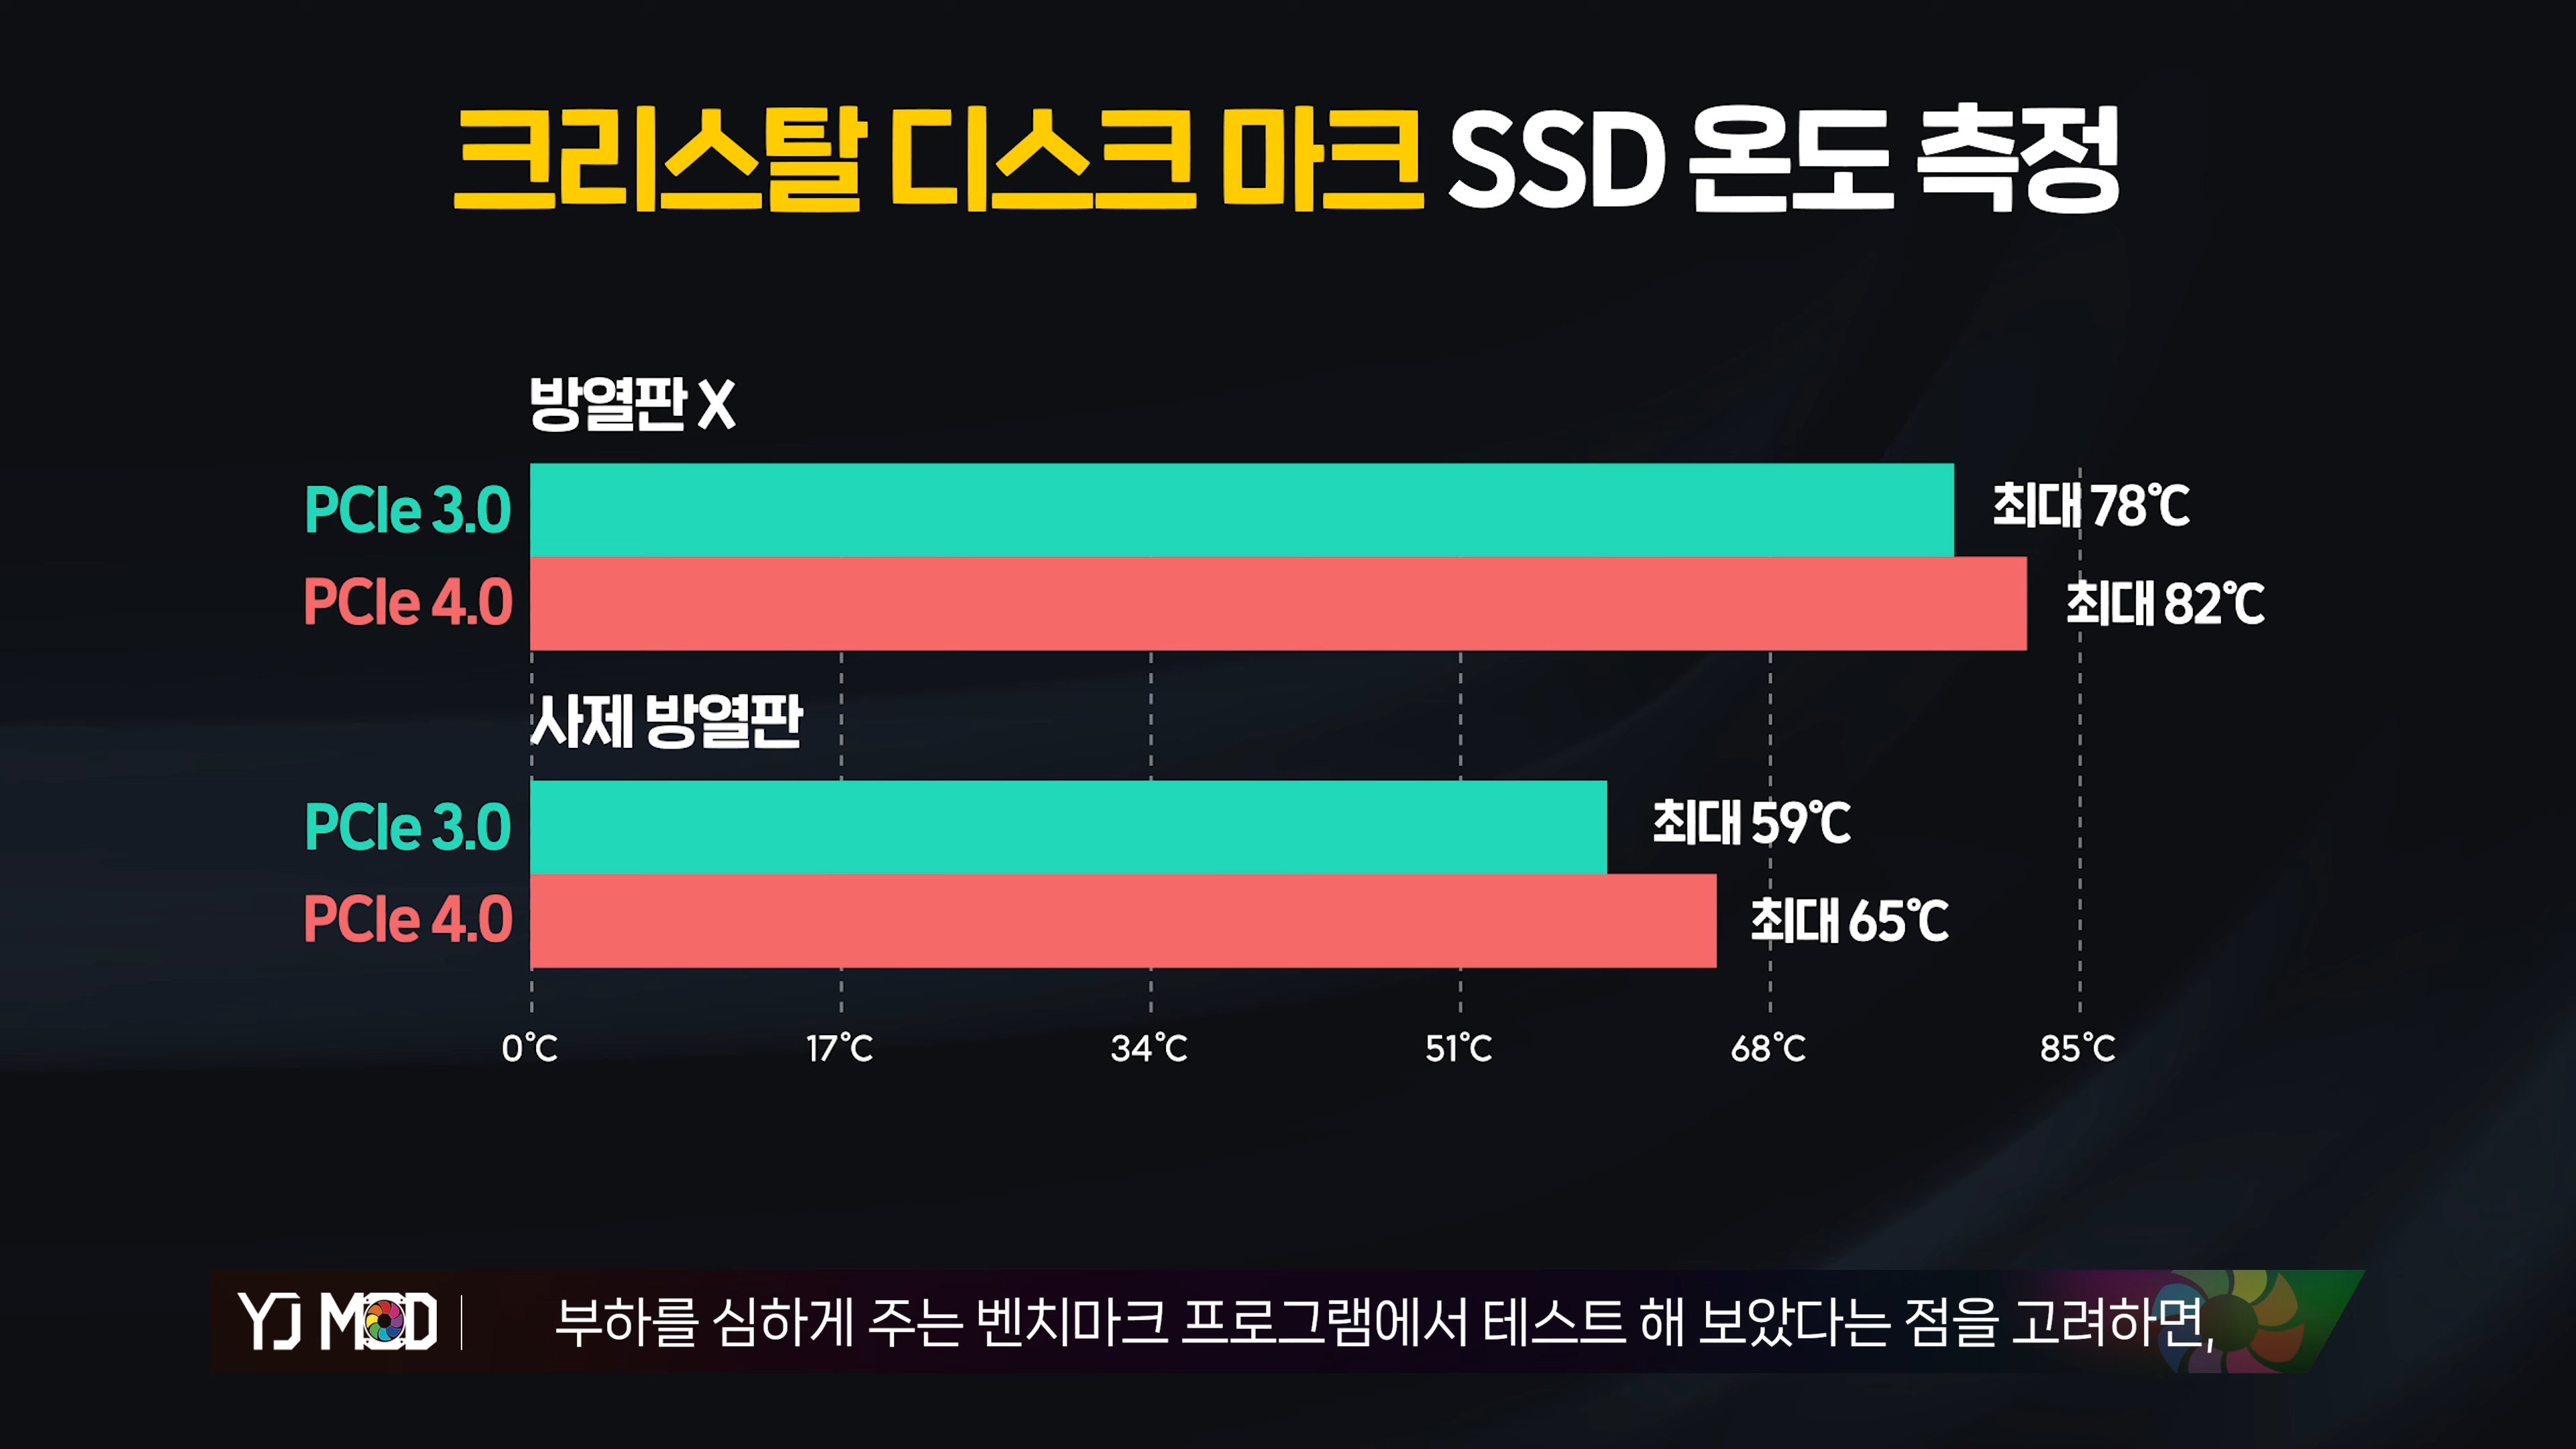 크리스탈 디스크 마크 SSD 온도 측정
방열판 X
PCIe 3.0 최대 78℃
PCIe 4.0 최대 82℃
사제 방열판
PCIe 3.0 최대 59℃
PCIe 4.0 최대 65℃
0℃ 17℃ 34℃ 51℃ 68℃ 85℃
YJ MOD 부하를 심하게 주는 벤치마크 프로그램에서 테스트 해 보았다는 점을 고려하면,